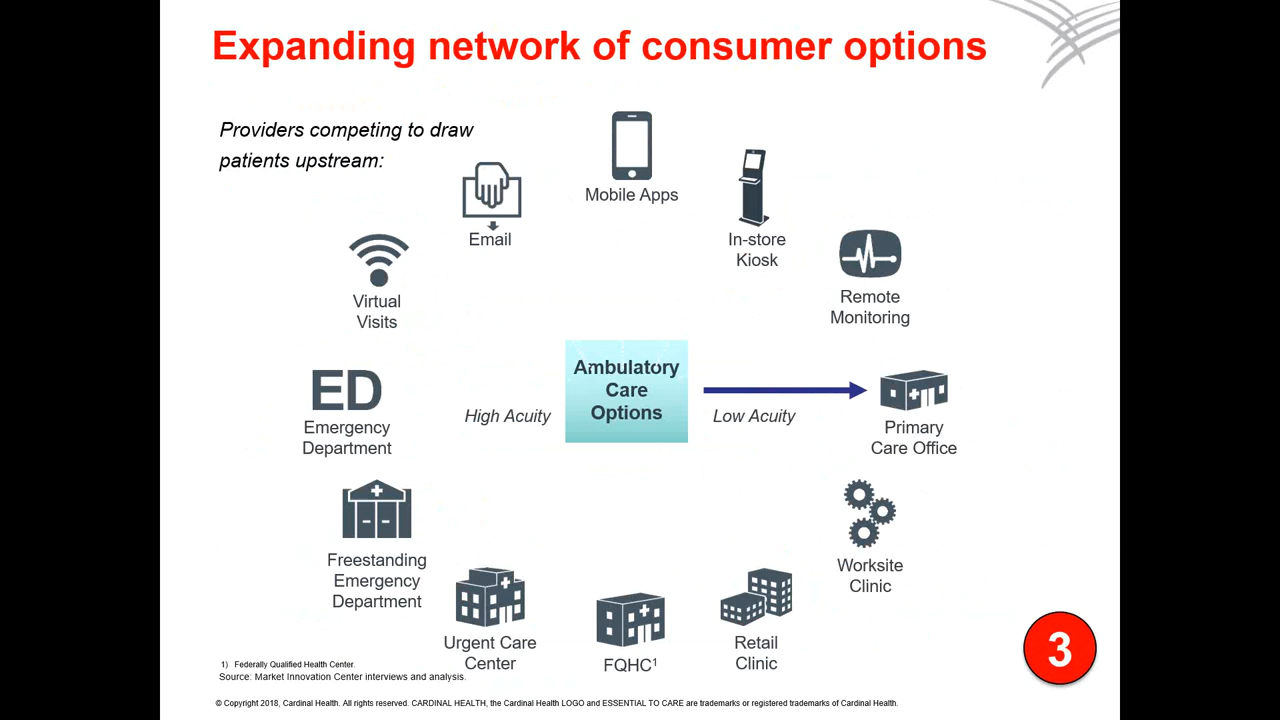 Expanding network of consumer options
Providers competing to draw
patients upstream:
Mobile Apps
Email
In-store
Kiosk
Virtual
Visits
Remote
Monitoring
ED
Emergency
Department
High Acuity
Ambulatory
Care
Options
Low Acuity
Primary
Care Office
Freestanding
Emergency
Department
Worksite
Clinic
Urgent Care
Center
FQHC¹
Retail
Clinic
3
1) Federally Qualified Health Center.
Source: Market Innovation Center interviews and analysis.
© Copyright 2018, Cardinal Health. All rights reserved. CARDINAL HEALTH, the Cardinal Health LOGO and ESSENTIAL TO CARE are trademarks or registered trademarks of Cardinal Health.